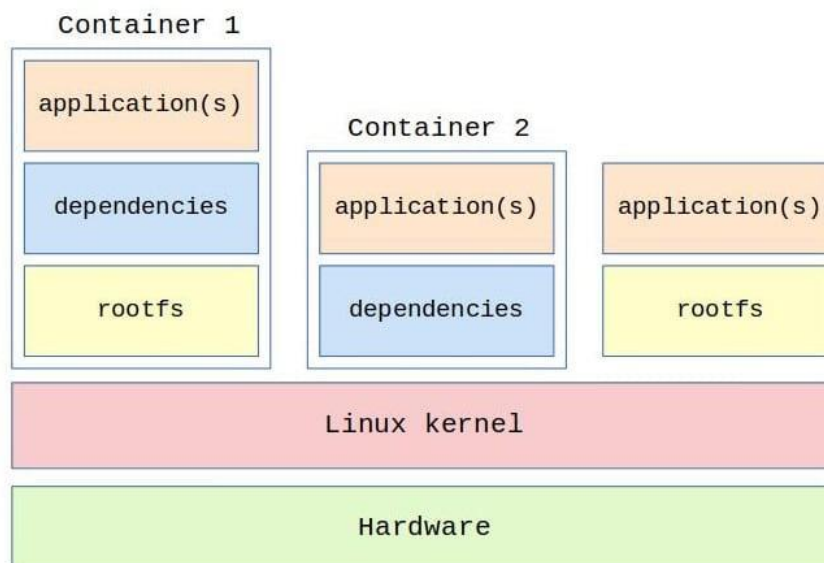 Container 1
application(s)
dependencies
rootfs
Container 2
application(s)
dependencies
application(s)
rootfs
Linux kernel
Hardware